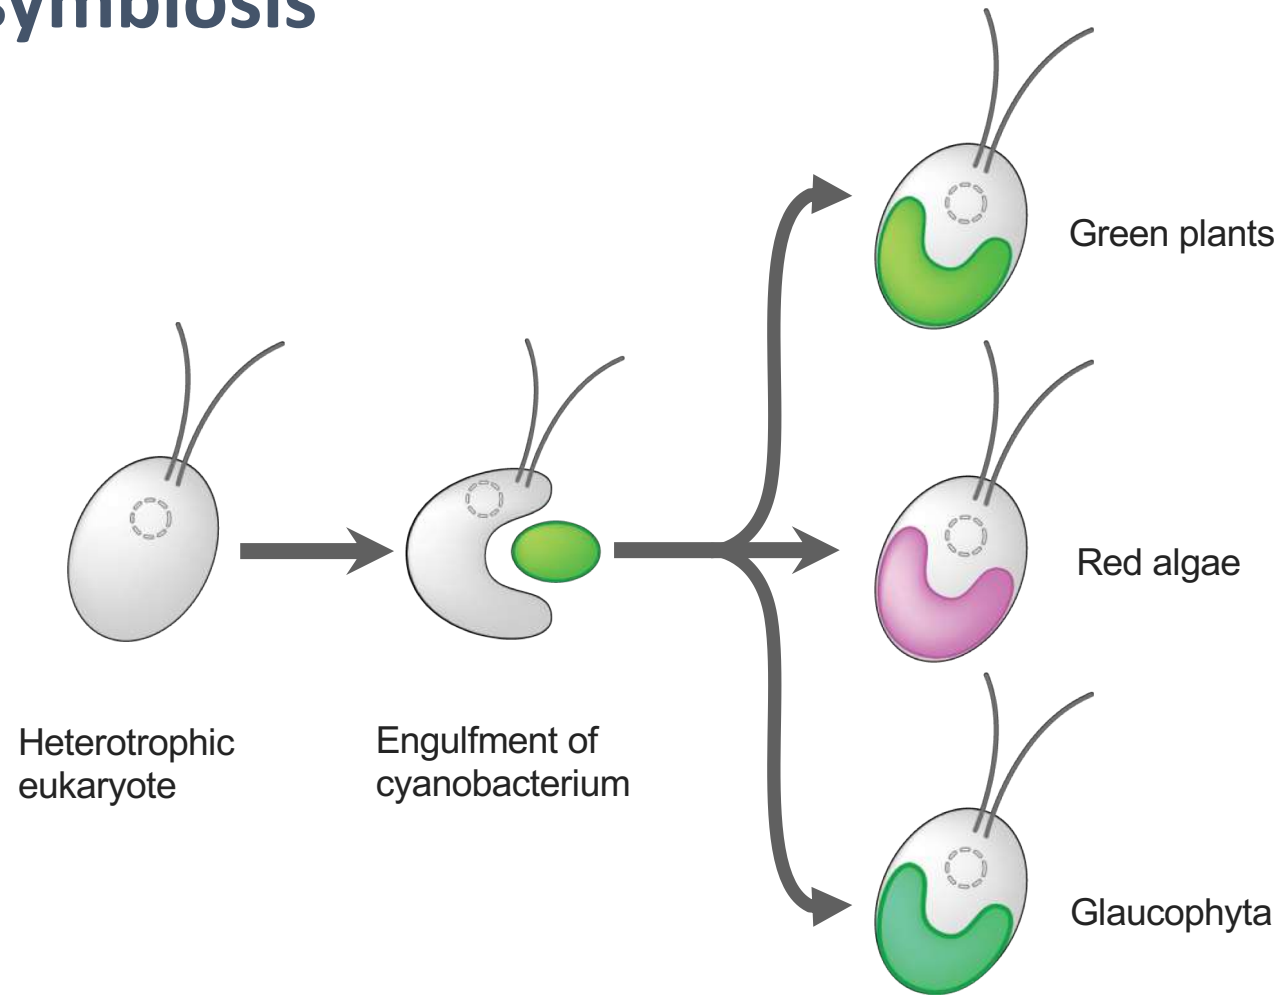 symbiosis
Green plants
Red algae
Heterotrophic
eukaryote
Engulfment of
cyanobacterium
Glaucophyta